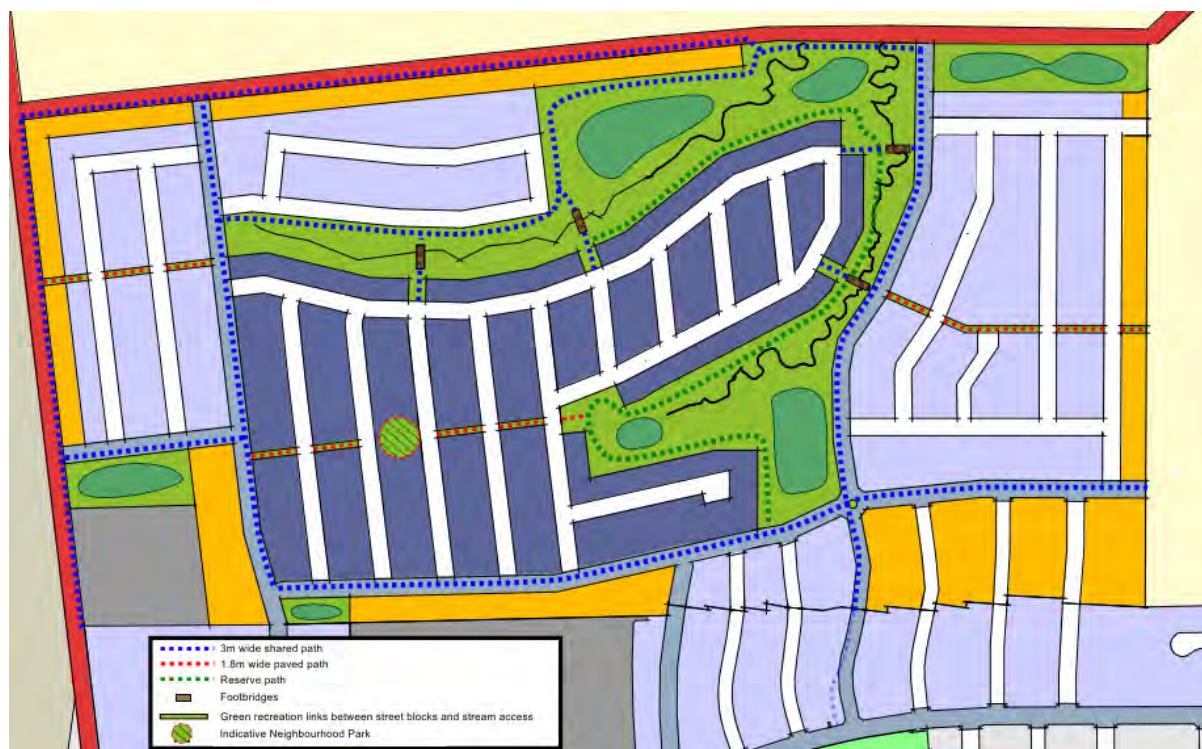 3m wide shared path
1.8m wide paved path
Reserve path
Footbridges
Green recreation links between street blocks and stream access
Indicative Neighbourhood Park